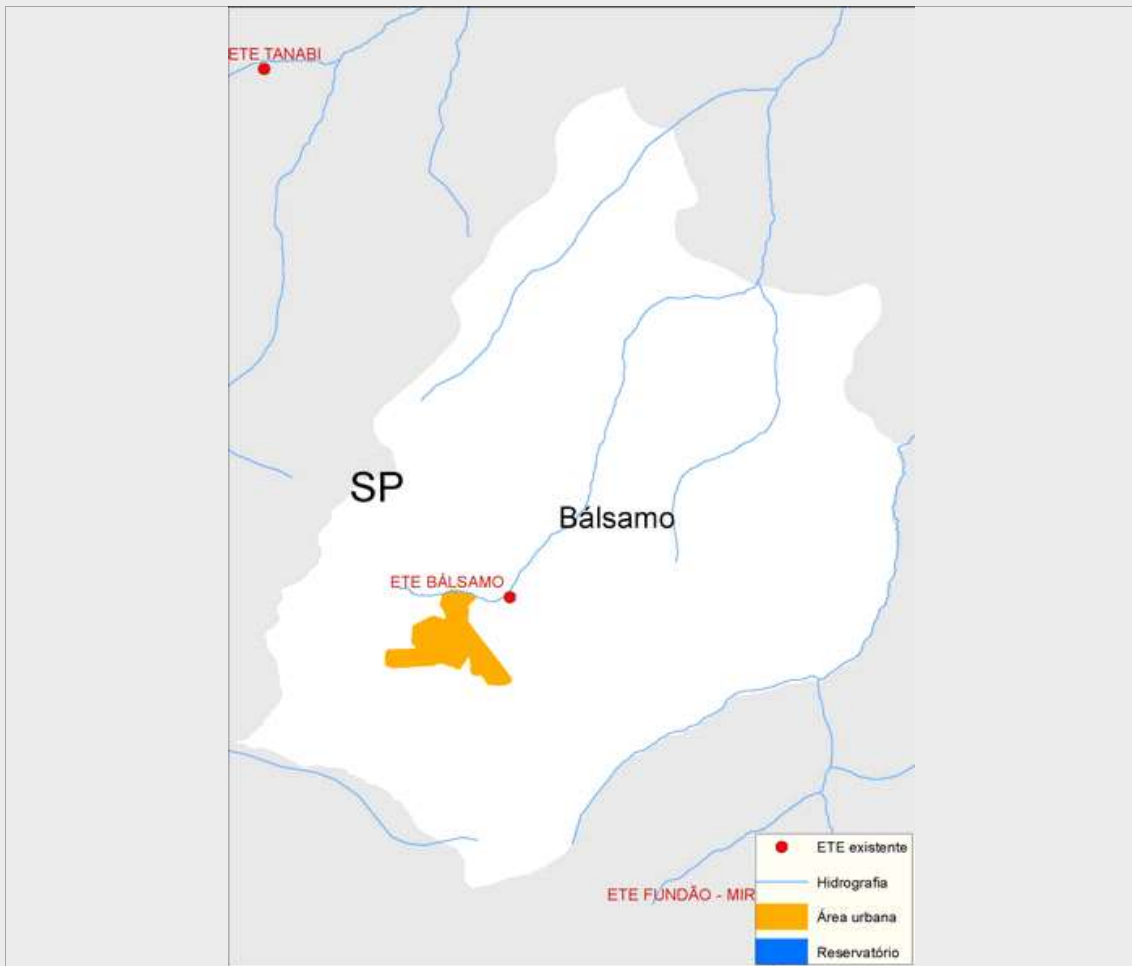 ETE TANABI
SP
Bálsamo
ETE BÁLSAMO
ETE FUNDÃO - MIR
ETE existente
Hidrografia
Área urbana
Reservatório